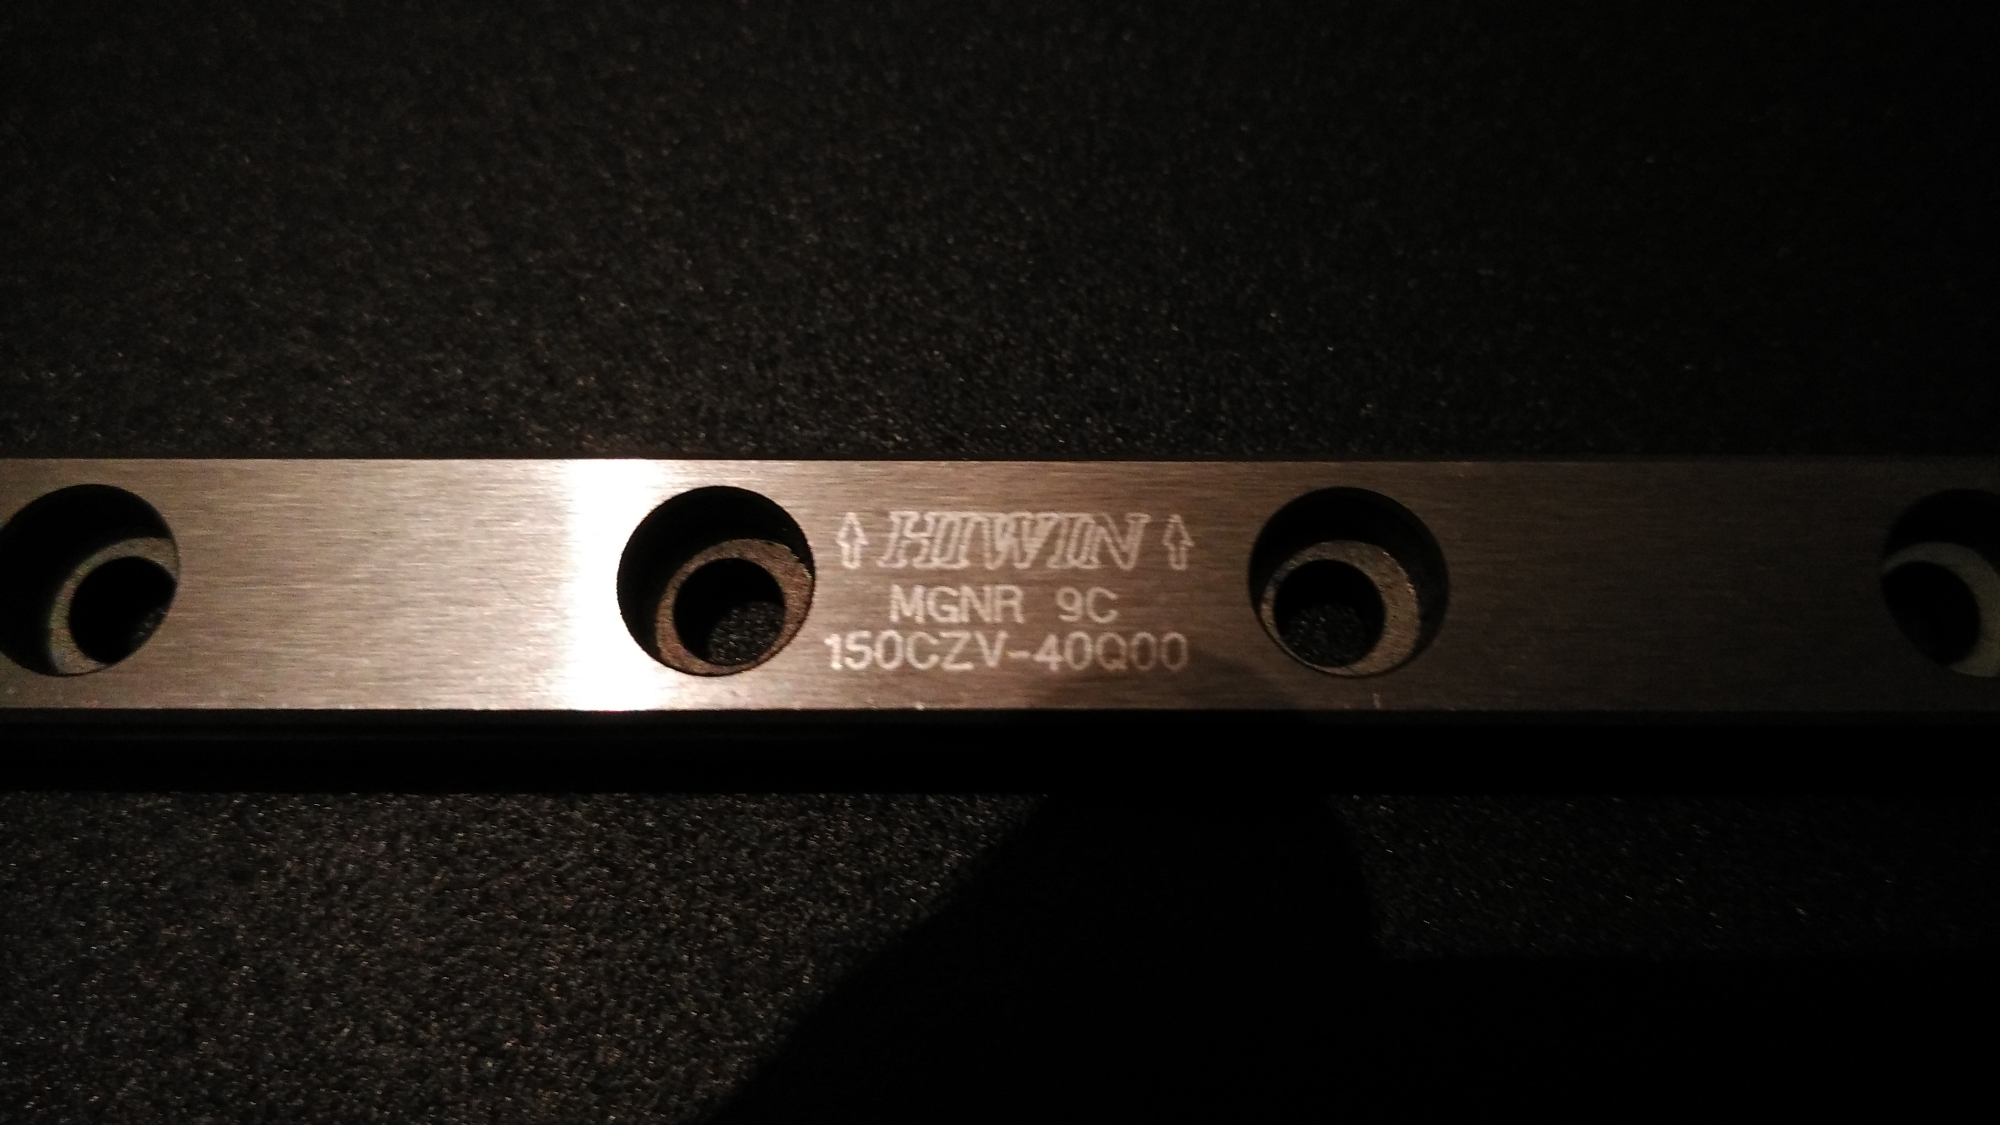 ⇧ HIWIN ⇧
MGNR 9C
150CZV-40Q00